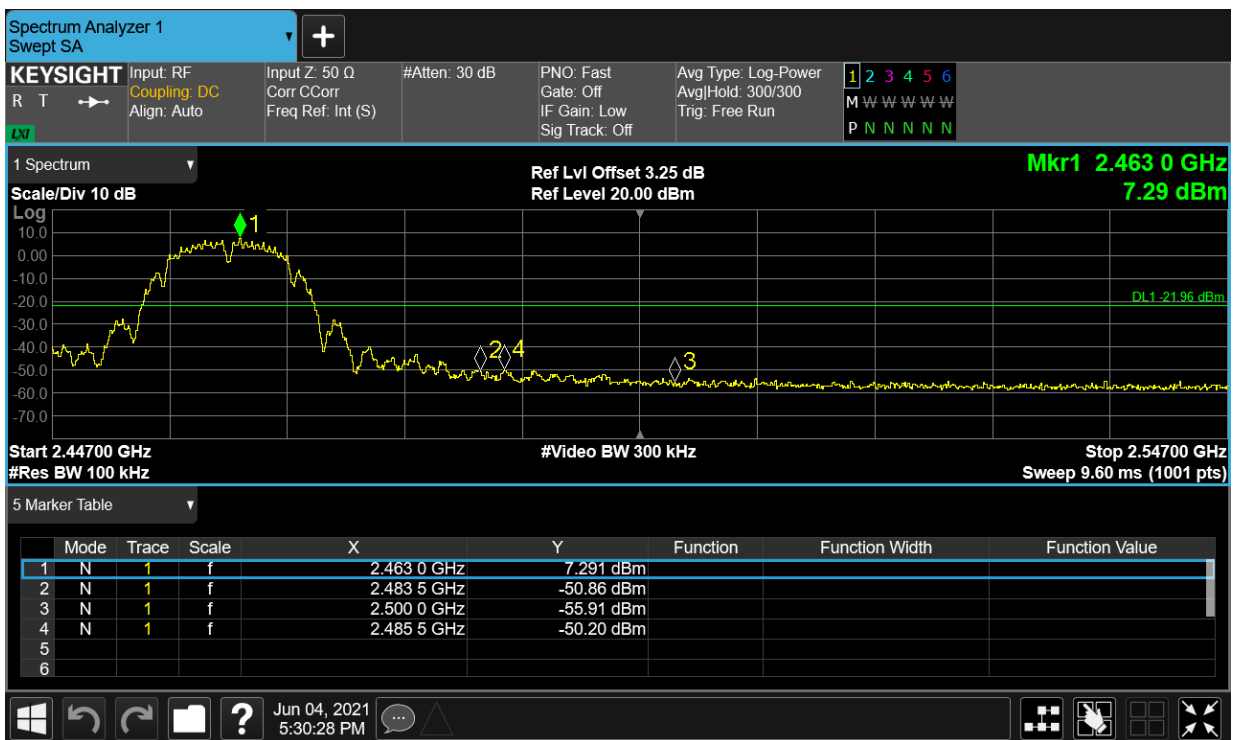 Spectrum Analyzer 1
Swept SA
KEYSIGHT Input: RF Input Z: 50 Ω #Atten: 30 dB PNO: Fast Avg Type: Log-Power 1 2 3 4 5 6
R T Coupling: DC Corr CCorr Gate: Off Avg|Hold: 300/300 M W W W W W
Align: Auto Freq Ref: Int (S) IF Gain: Low Trig: Free Run
LXI Sig Track: Off P N N N N N
1 Spectrum Ref Lvl Offset 3.25 dB Mkr1 2.463 0 GHz
Scale/Div 10 dB Ref Level 20.00 dBm 7.29 dBm
Log
1
10.0
0.00
-10.0
-20.0
DL1 -21.96 dBm
-30.0
-40.0
2 4
3
-50.0
-60.0
-70.0
Start 2.44700 GHz #Video BW 300 kHz Stop 2.54700 GHz
#Res BW 100 kHz Sweep 9.60 ms (1001 pts)
5 Marker Table
Mode Trace Scale X Y Function Function Width Function Value
1 N 1 f 2.463 0 GHz 7.291 dBm
2 N 1 f 2.483 5 GHz -50.86 dBm
3 N 1 f 2.500 0 GHz -55.91 dBm
4 N 1 f 2.485 5 GHz -50.20 dBm
5
6
? Jun 04, 2021
5:30:28 PM